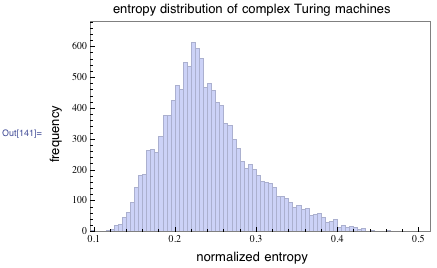 entropy distribution of complex Turing machines
600
500
400
300
200
100
0
frequency
Out[141]=
0.1 0.2 0.3 0.4 0.5
normalized entropy